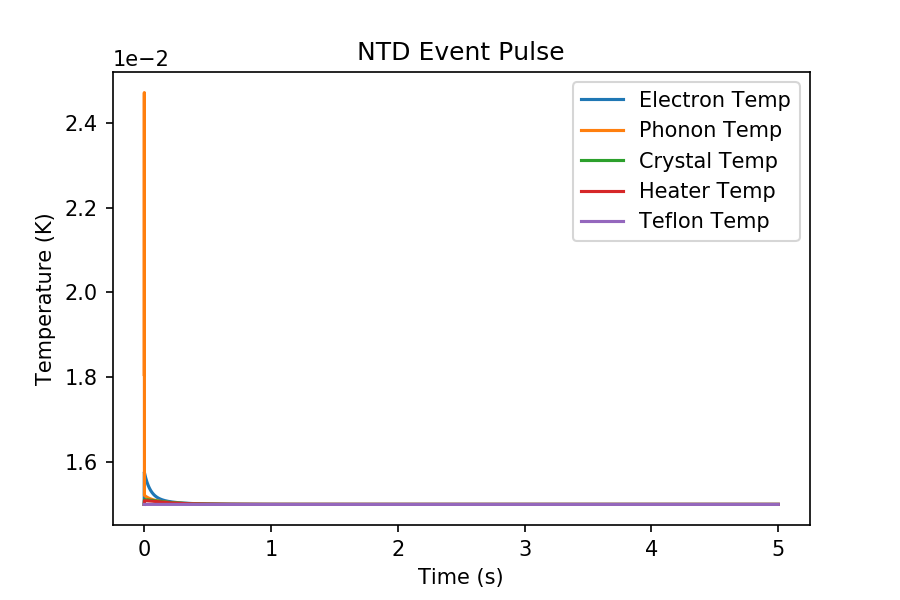 NTD Event Pulse
1e−2
Electron Temp
Phonon Temp
Crystal Temp
Heater Temp
Teflon Temp
2.4
2.2
2.0
1.8
1.6
Temperature (K)
0 1 2 3 4 5
Time (s)